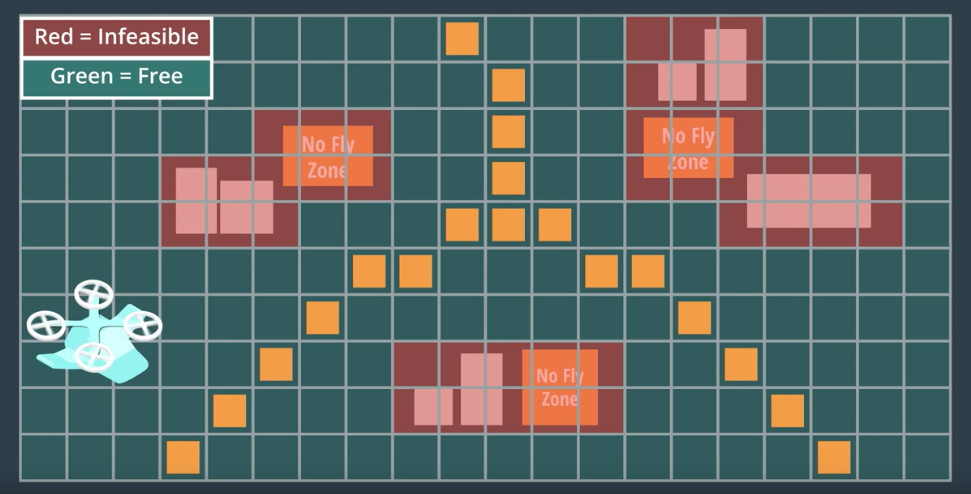 Red = Infeasible
Green = Free
No Fly
Zone
No Fly
Zone
No Fly
Zone